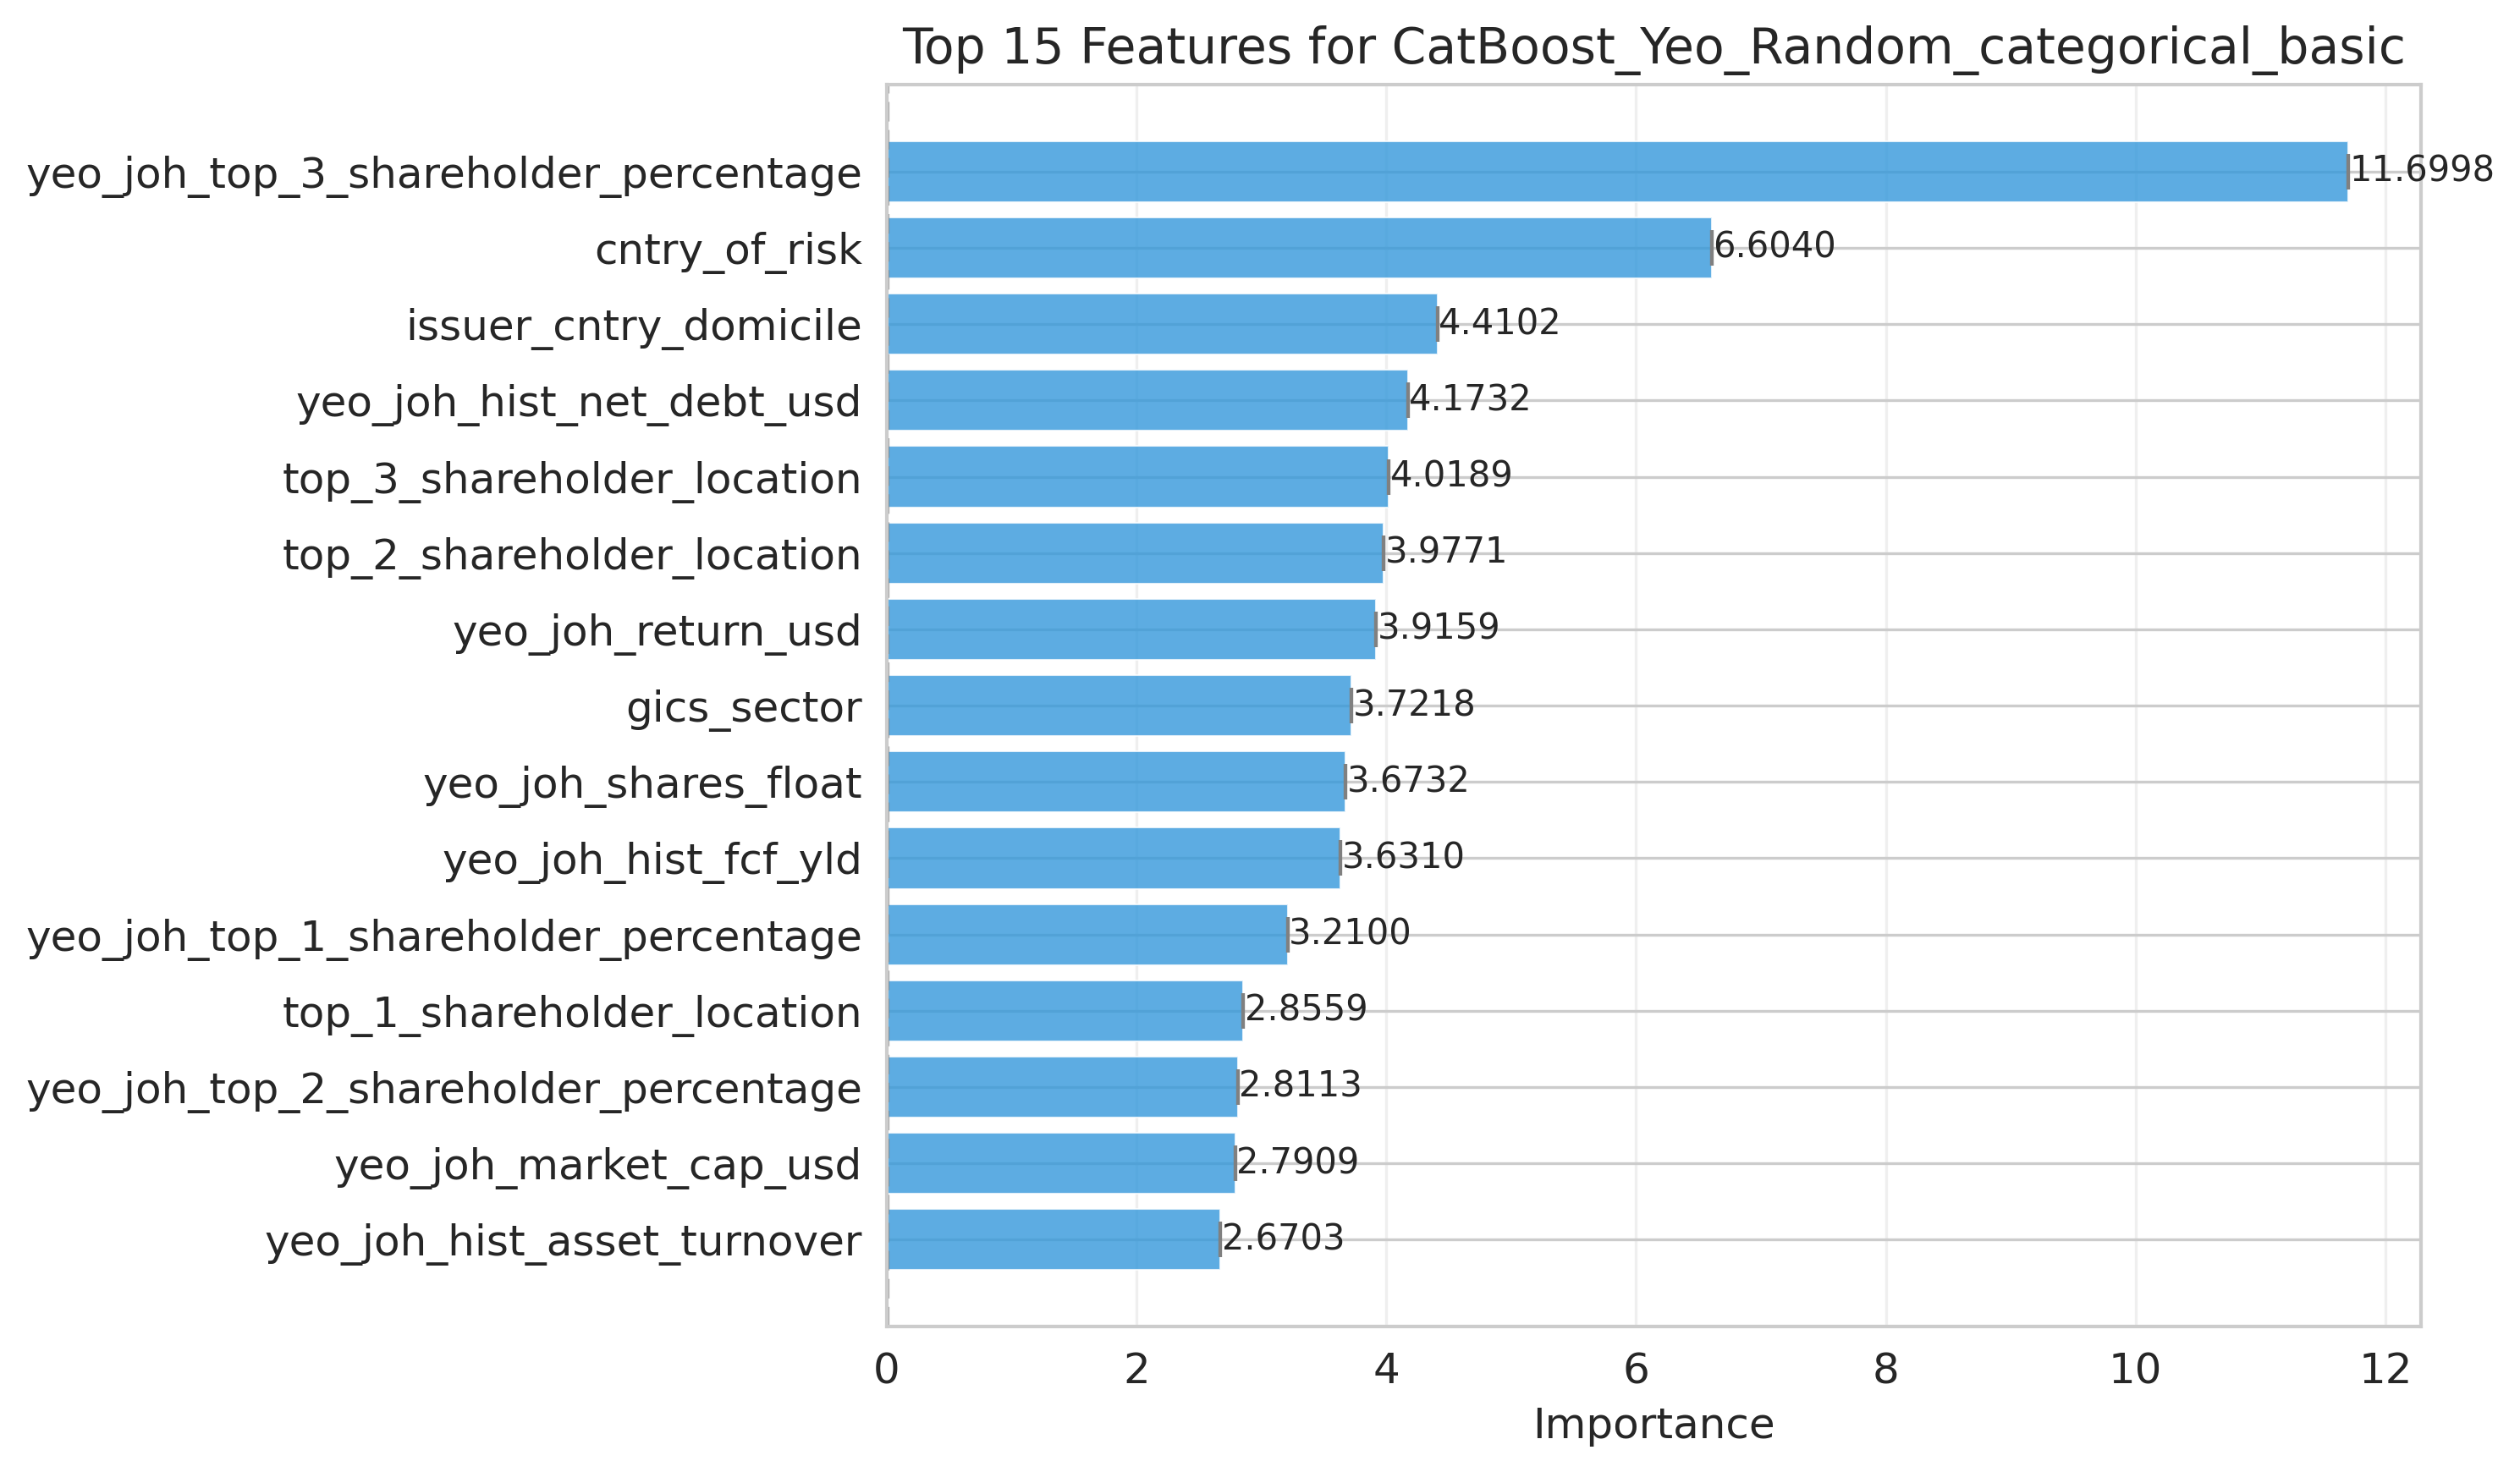 Top 15 Features for CatBoost_Yeo_Random_categorical_basic
yeo_joh_top_3_shareholder_percentage 11.6998
cntry_of_risk 6.6040
issuer_cntry_domicile 4.4102
yeo_joh_hist_net_debt_usd 4.1732
top_3_shareholder_location 4.0189
top_2_shareholder_location 3.9771
yeo_joh_return_usd 3.9159
gics_sector 3.7218
yeo_joh_shares_float 3.6732
yeo_joh_hist_fcf_yld 3.6310
yeo_joh_top_1_shareholder_percentage 3.2100
top_1_shareholder_location 2.8559
yeo_joh_top_2_shareholder_percentage 2.8113
yeo_joh_market_cap_usd 2.7909
yeo_joh_hist_asset_turnover 2.6703
0 2 4 6 8 10 12
Importance